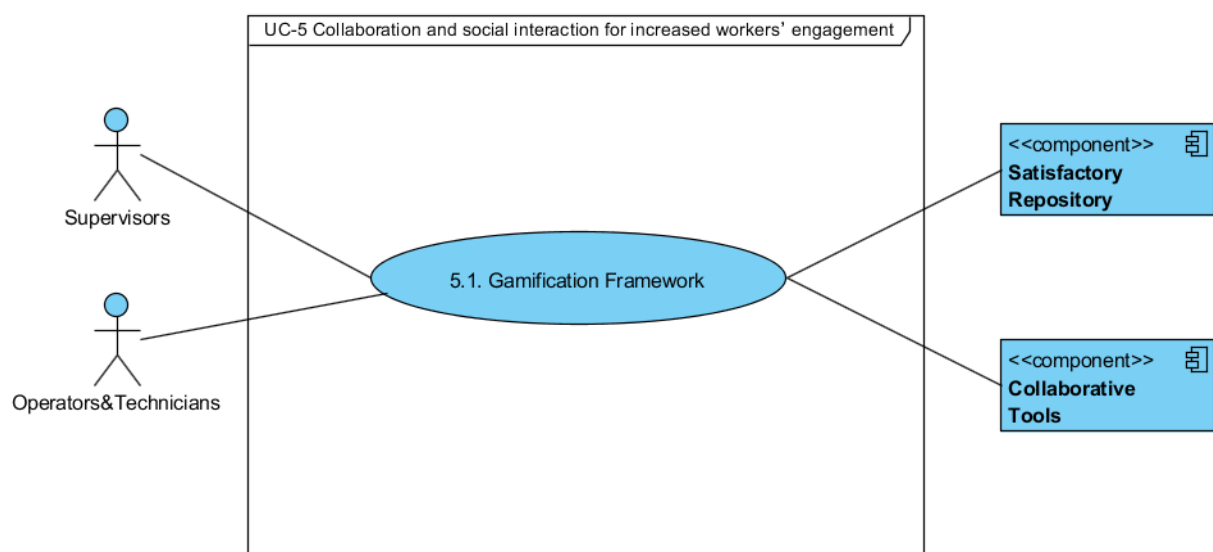 UC-5 Collaboration and social interaction for increased workers’ engagement
Supervisors
Operators&Technicians
5.1. Gamification Framework
<<component>>
Satisfactory
Repository
<<component>>
Collaborative
Tools